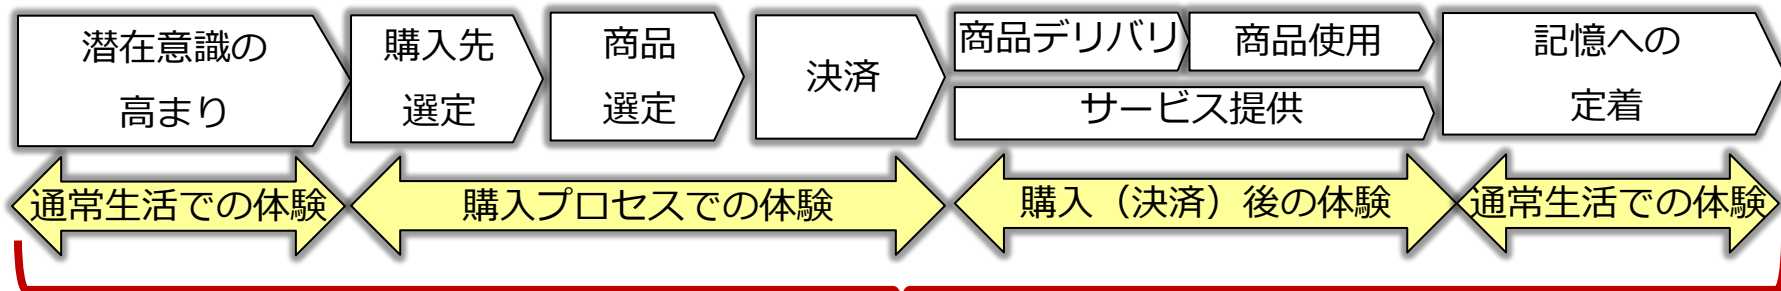 潜在意識の
高まり
購入先
選定
商品
選定
決済
商品デリバリ
商品使用
サービス提供
記憶への
定着
通常生活での体験
購入プロセスでの体験
購入（決済）後の体験
通常生活での体験